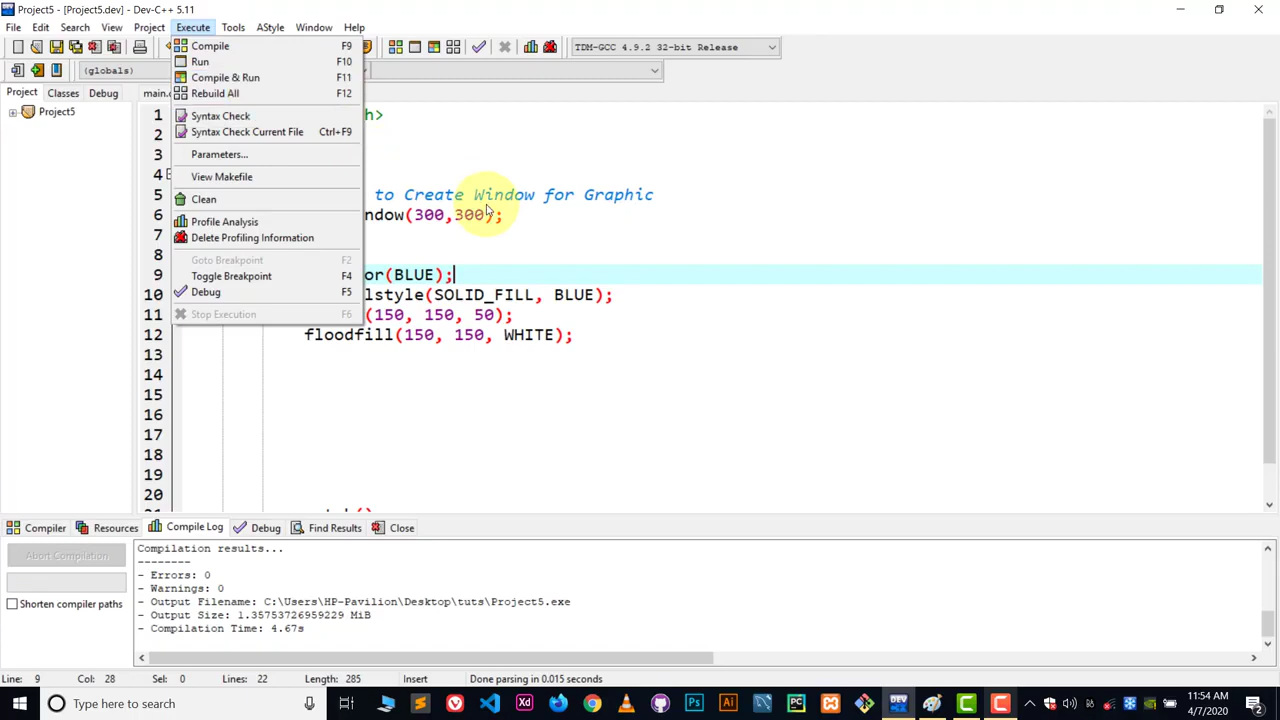 Project5 - [Project5.dev] - Dev-C++ 5.11
File Edit Search View Project Execute Tools AStyle Window Help
TDM-GCC 4.9.2 32-bit Release
(globals)
Project Classes Debug main.
Project5
Compile F9
Run F10
Compile & Run F11
Rebuild All F12
Syntax Check
Syntax Check Current File Ctrl+F9
Parameters...
View Makefile
Clean
Profile Analysis
Delete Profiling Information
Goto Breakpoint F2
Toggle Breakpoint F4
Debug F5
Stop Execution F6
1 h>
2
3
4
5 to Create Window for Graphic
6 ndow(300,300);
7
8
9 or(BLUE);
10 lstyle(SOLID_FILL, BLUE);
11 (150, 150, 50);
12 floodfill(150, 150, WHITE);
13
14
15
16
17
18
19
20
Compiler Resources Compile Log Debug Find Results Close
Abort Compilation
Shorten compiler paths
Compilation results...
--------
- Errors: 0
- Warnings: 0
- Output Filename: C:\Users\HP-Pavilion\Desktop\tuts\Project5.exe
- Output Size: 1.35753726959229 MiB
- Compilation Time: 4.67s
Line: 9 Col: 28 Sel: 0 Lines: 22 Length: 285 Insert Done parsing in 0.015 seconds
Type here to search
11:54 AM
4/7/2020